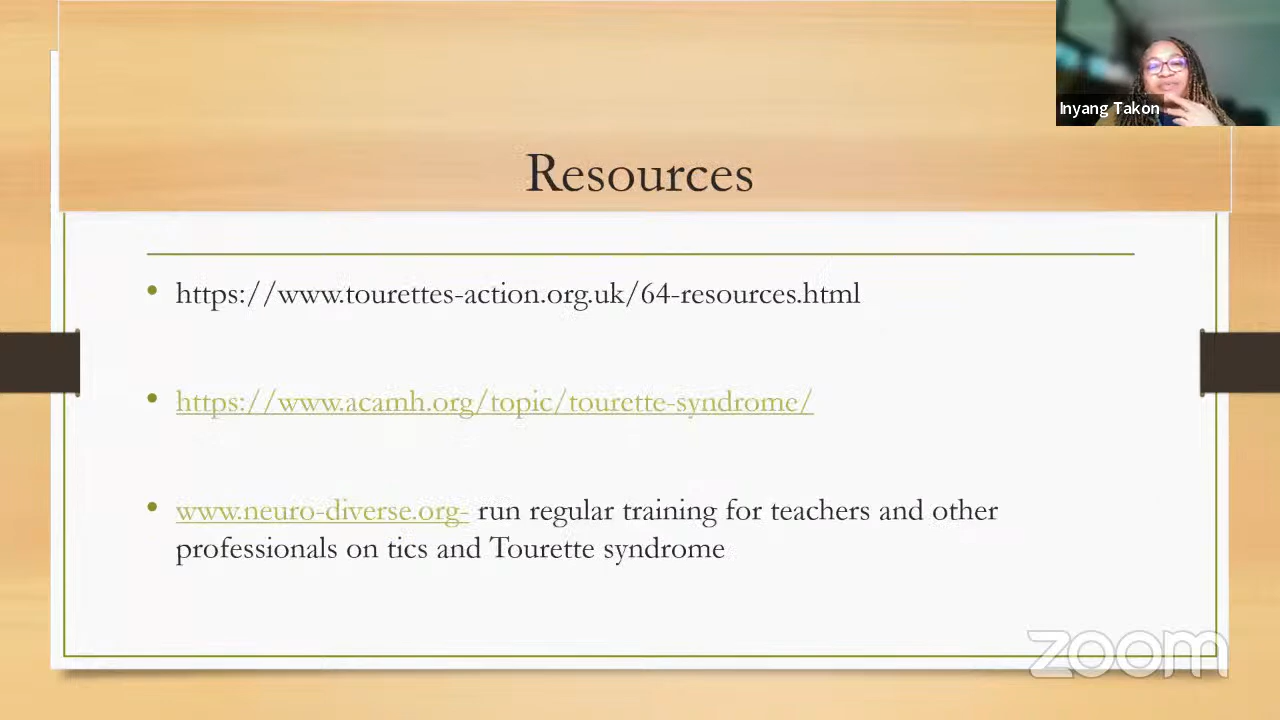 Inyang Takon
Resources
https://www.tourettes-action.org.uk/64-resources.html
https://www.acamh.org/topic/tourette-syndrome/
www.neuro-diverse.org- run regular training for teachers and other
professionals on tics and Tourette syndrome
zoom